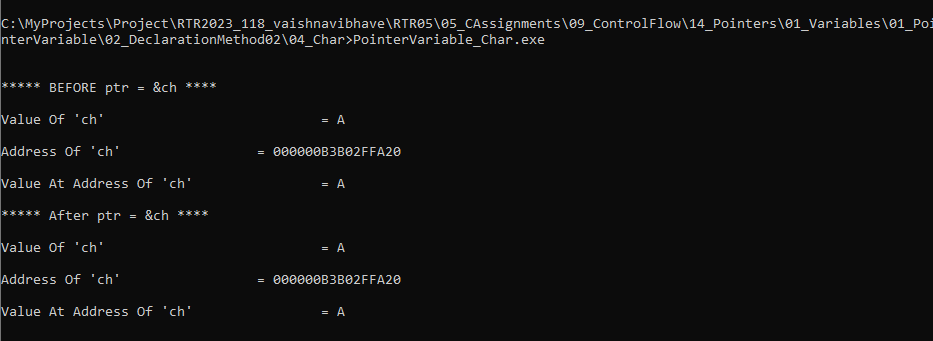 C:\MyProjects\Project\RTR2023_118_vaishnavibhave\RTR05\05_CAssignments\09_ControlFlow\14_Pointers\01_Variables\01_Poi
nterVariable\02_DeclarationMethod02\04_Char>PointerVariable_Char.exe
***** BEFORE ptr = &ch ****
Value Of 'ch' = A
Address Of 'ch' = 000000B3B02FFA20
Value At Address Of 'ch' = A
***** After ptr = &ch ****
Value Of 'ch' = A
Address Of 'ch' = 000000B3B02FFA20
Value At Address Of 'ch' = A